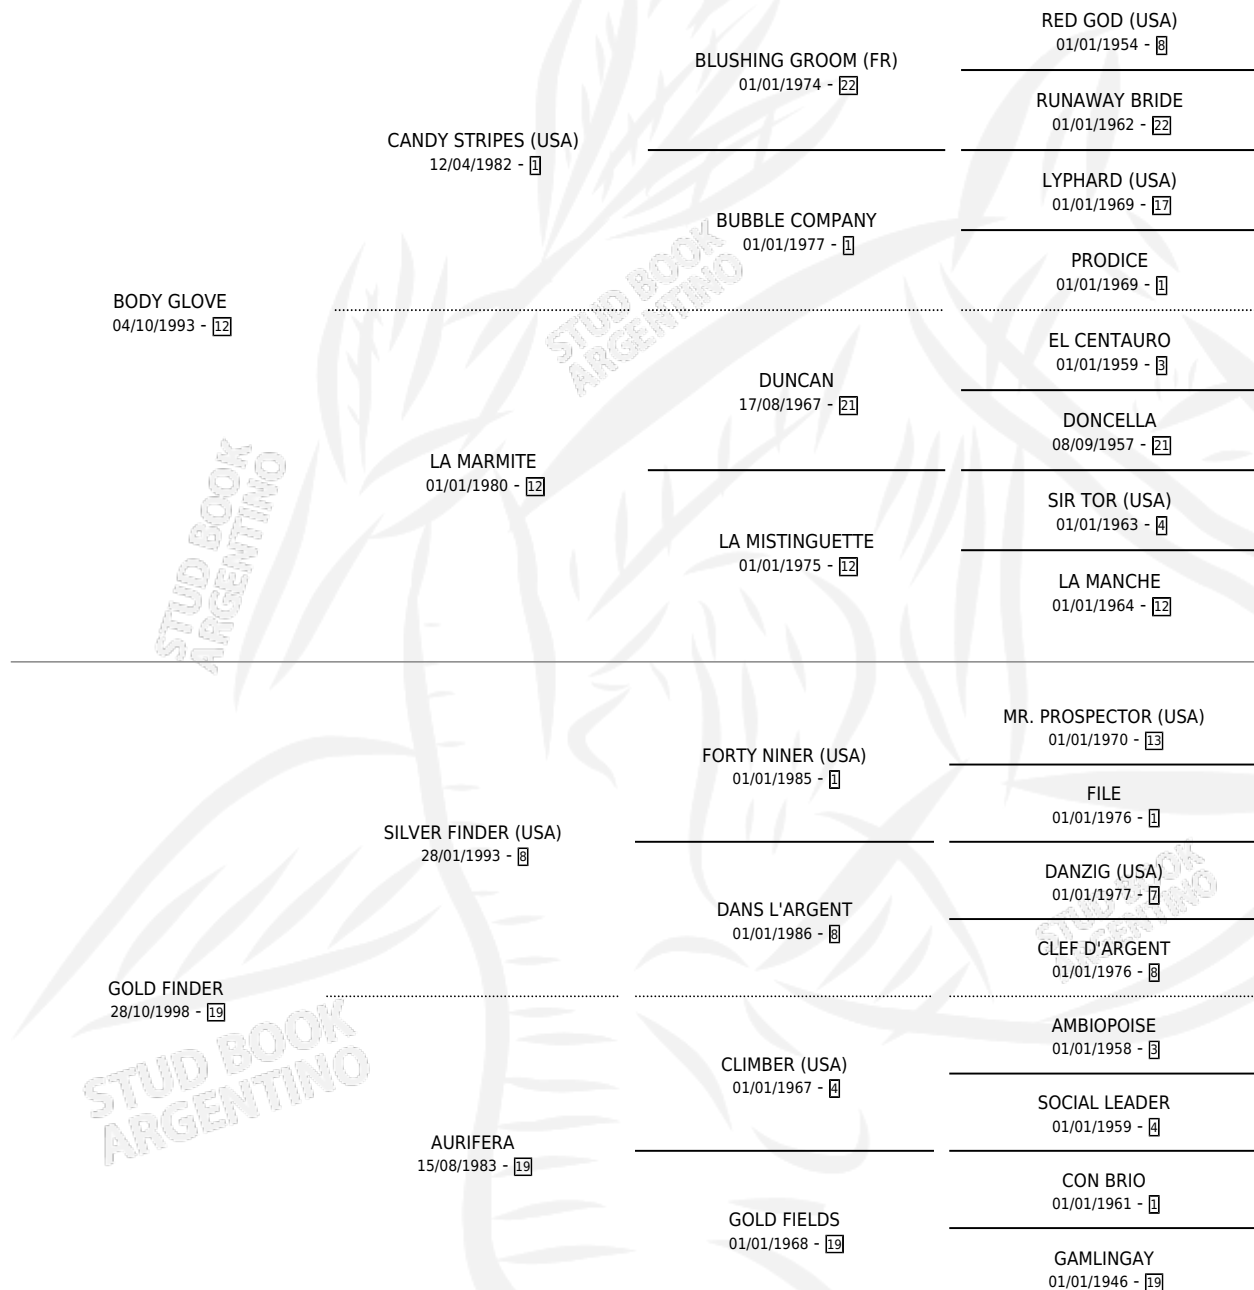 RED GOD (USA)
01/01/1954 - 8
BLUSHING GROOM (FR)
01/01/1974 - 22
RUNAWAY BRIDE
01/01/1962 - 22
CANDY STRIPES (USA)
12/04/1982 - 1
LYPHARD (USA)
01/01/1969 - 17
BUBBLE COMPANY
01/01/1977 - 1
PRODICE
01/01/1969 - 1
BODY GLOVE
04/10/1993 - 12
STUD BOOK
ARGENTINO
EL CENTAURO
01/01/1959 - 3
DUNCAN
17/08/1967 - 21
DONCELLA
08/09/1957 - 21
LA MARMITE
01/01/1980 - 12
SIR TOR (USA)
01/01/1963 - 4
LA MISTINGUETTE
01/01/1975 - 12
LA MANCHE
01/01/1964 - 12
STUD BOOK
ARGENTINO
MR. PROSPECTOR (USA)
01/01/1970 - 13
FORTY NINER (USA)
01/01/1985 - 1
FILE
01/01/1976 - 1
SILVER FINDER (USA)
28/01/1993 - 8
DANZIG (USA)
01/01/1977 - 7
DANS L'ARGENT
01/01/1986 - 8
STUD BOOK
ARGENTINO
CLEF D'ARGENT
01/01/1976 - 8
GOLD FINDER
28/10/1998 - 19
STUD BOOK
ARGENTINO
AMBIOPOISE
01/01/1958 - 3
CLIMBER (USA)
01/01/1967 - 4
SOCIAL LEADER
01/01/1959 - 4
AURIFERA
15/08/1983 - 19
CON BRIO
01/01/1961 - 1
GOLD FIELDS
01/01/1968 - 19
GAMLINGAY
01/01/1946 - 19